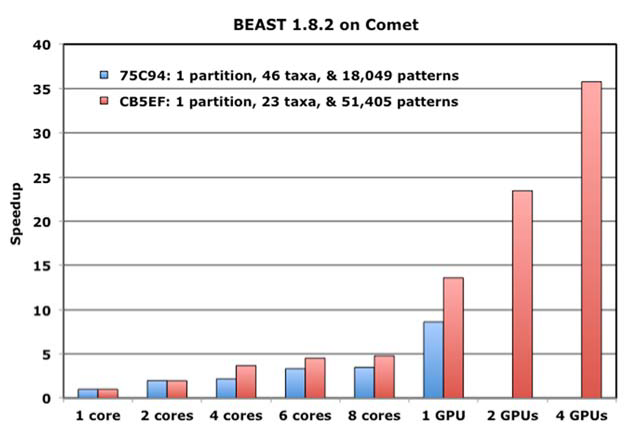 BEAST 1.8.2 on Comet
40
75C94: 1 partition, 46 taxa, & 18,049 patterns
35
CB5EF: 1 partition, 23 taxa, & 51,405 patterns
30
25
20
15
10
5
0
Speedup
1 core 2 cores 4 cores 6 cores 8 cores 1 GPU 2 GPUs 4 GPUs